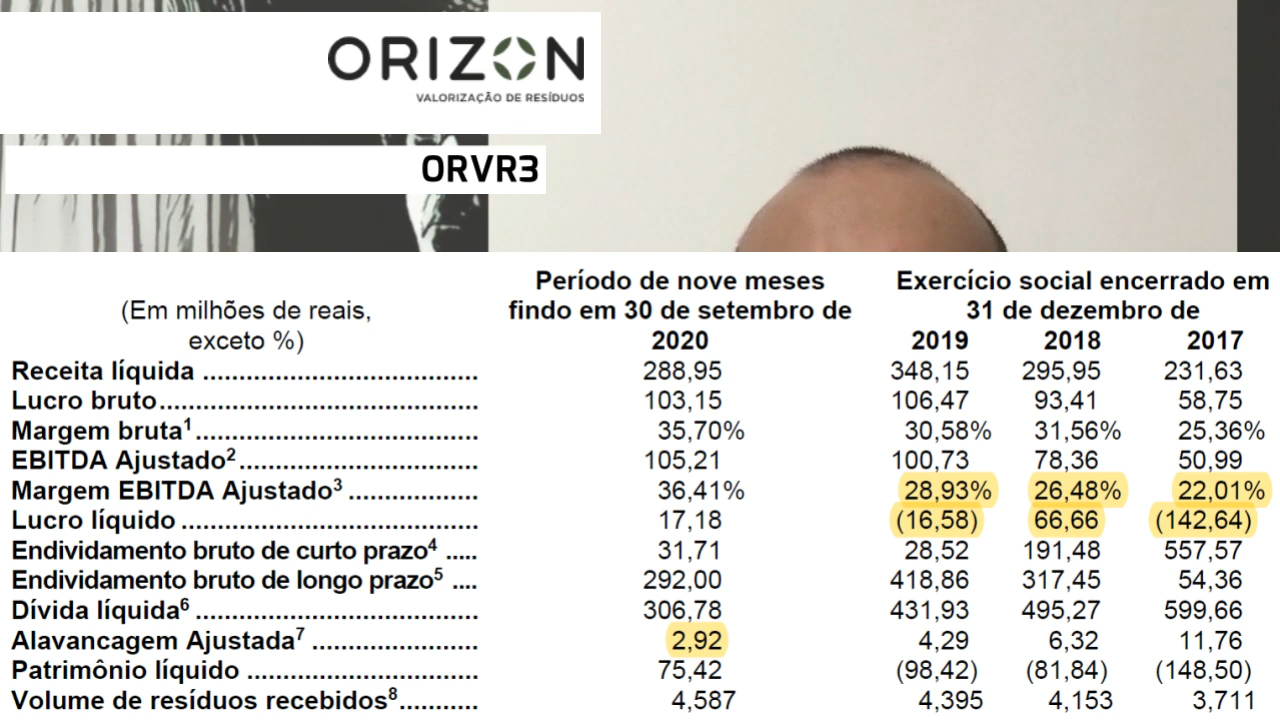 ORIZON
VALORIZAÇÃO DE RESÍDUOS
ORVR3
Período de nove meses Exercício social encerrado em
(Em milhões de reais, findo em 30 de setembro de 31 de dezembro de
exceto %) 2020 2019 2018 2017
Receita líquida ................................... 288,95 348,15 295,95 231,63
Lucro bruto........................................ 103,15 106,47 93,41 58,75
Margem bruta¹.................................... 35,70% 30,58% 31,56% 25,36%
EBITDA Ajustado²............................... 105,21 100,73 78,36 50,99
Margem EBITDA Ajustado³ ................ 36,41% 28,93% 26,48% 22,01%
Lucro líquido ...................................... 17,18 (16,58) 66,66 (142,64)
Endividamento bruto de curto prazo⁴ ..... 31,71 28,52 191,48 557,57
Endividamento bruto de longo prazo⁵ .... 292,00 418,86 317,45 54,36
Dívida líquida⁶ ................................... 306,78 431,93 495,27 599,66
Alavancagem Ajustada⁷ ..................... 2,92 4,29 6,32 11,76
Patrimônio líquido .............................. 75,42 (98,42) (81,84) (148,50)
Volume de resíduos recebidos⁸.......... 4,587 4,395 4,153 3,711